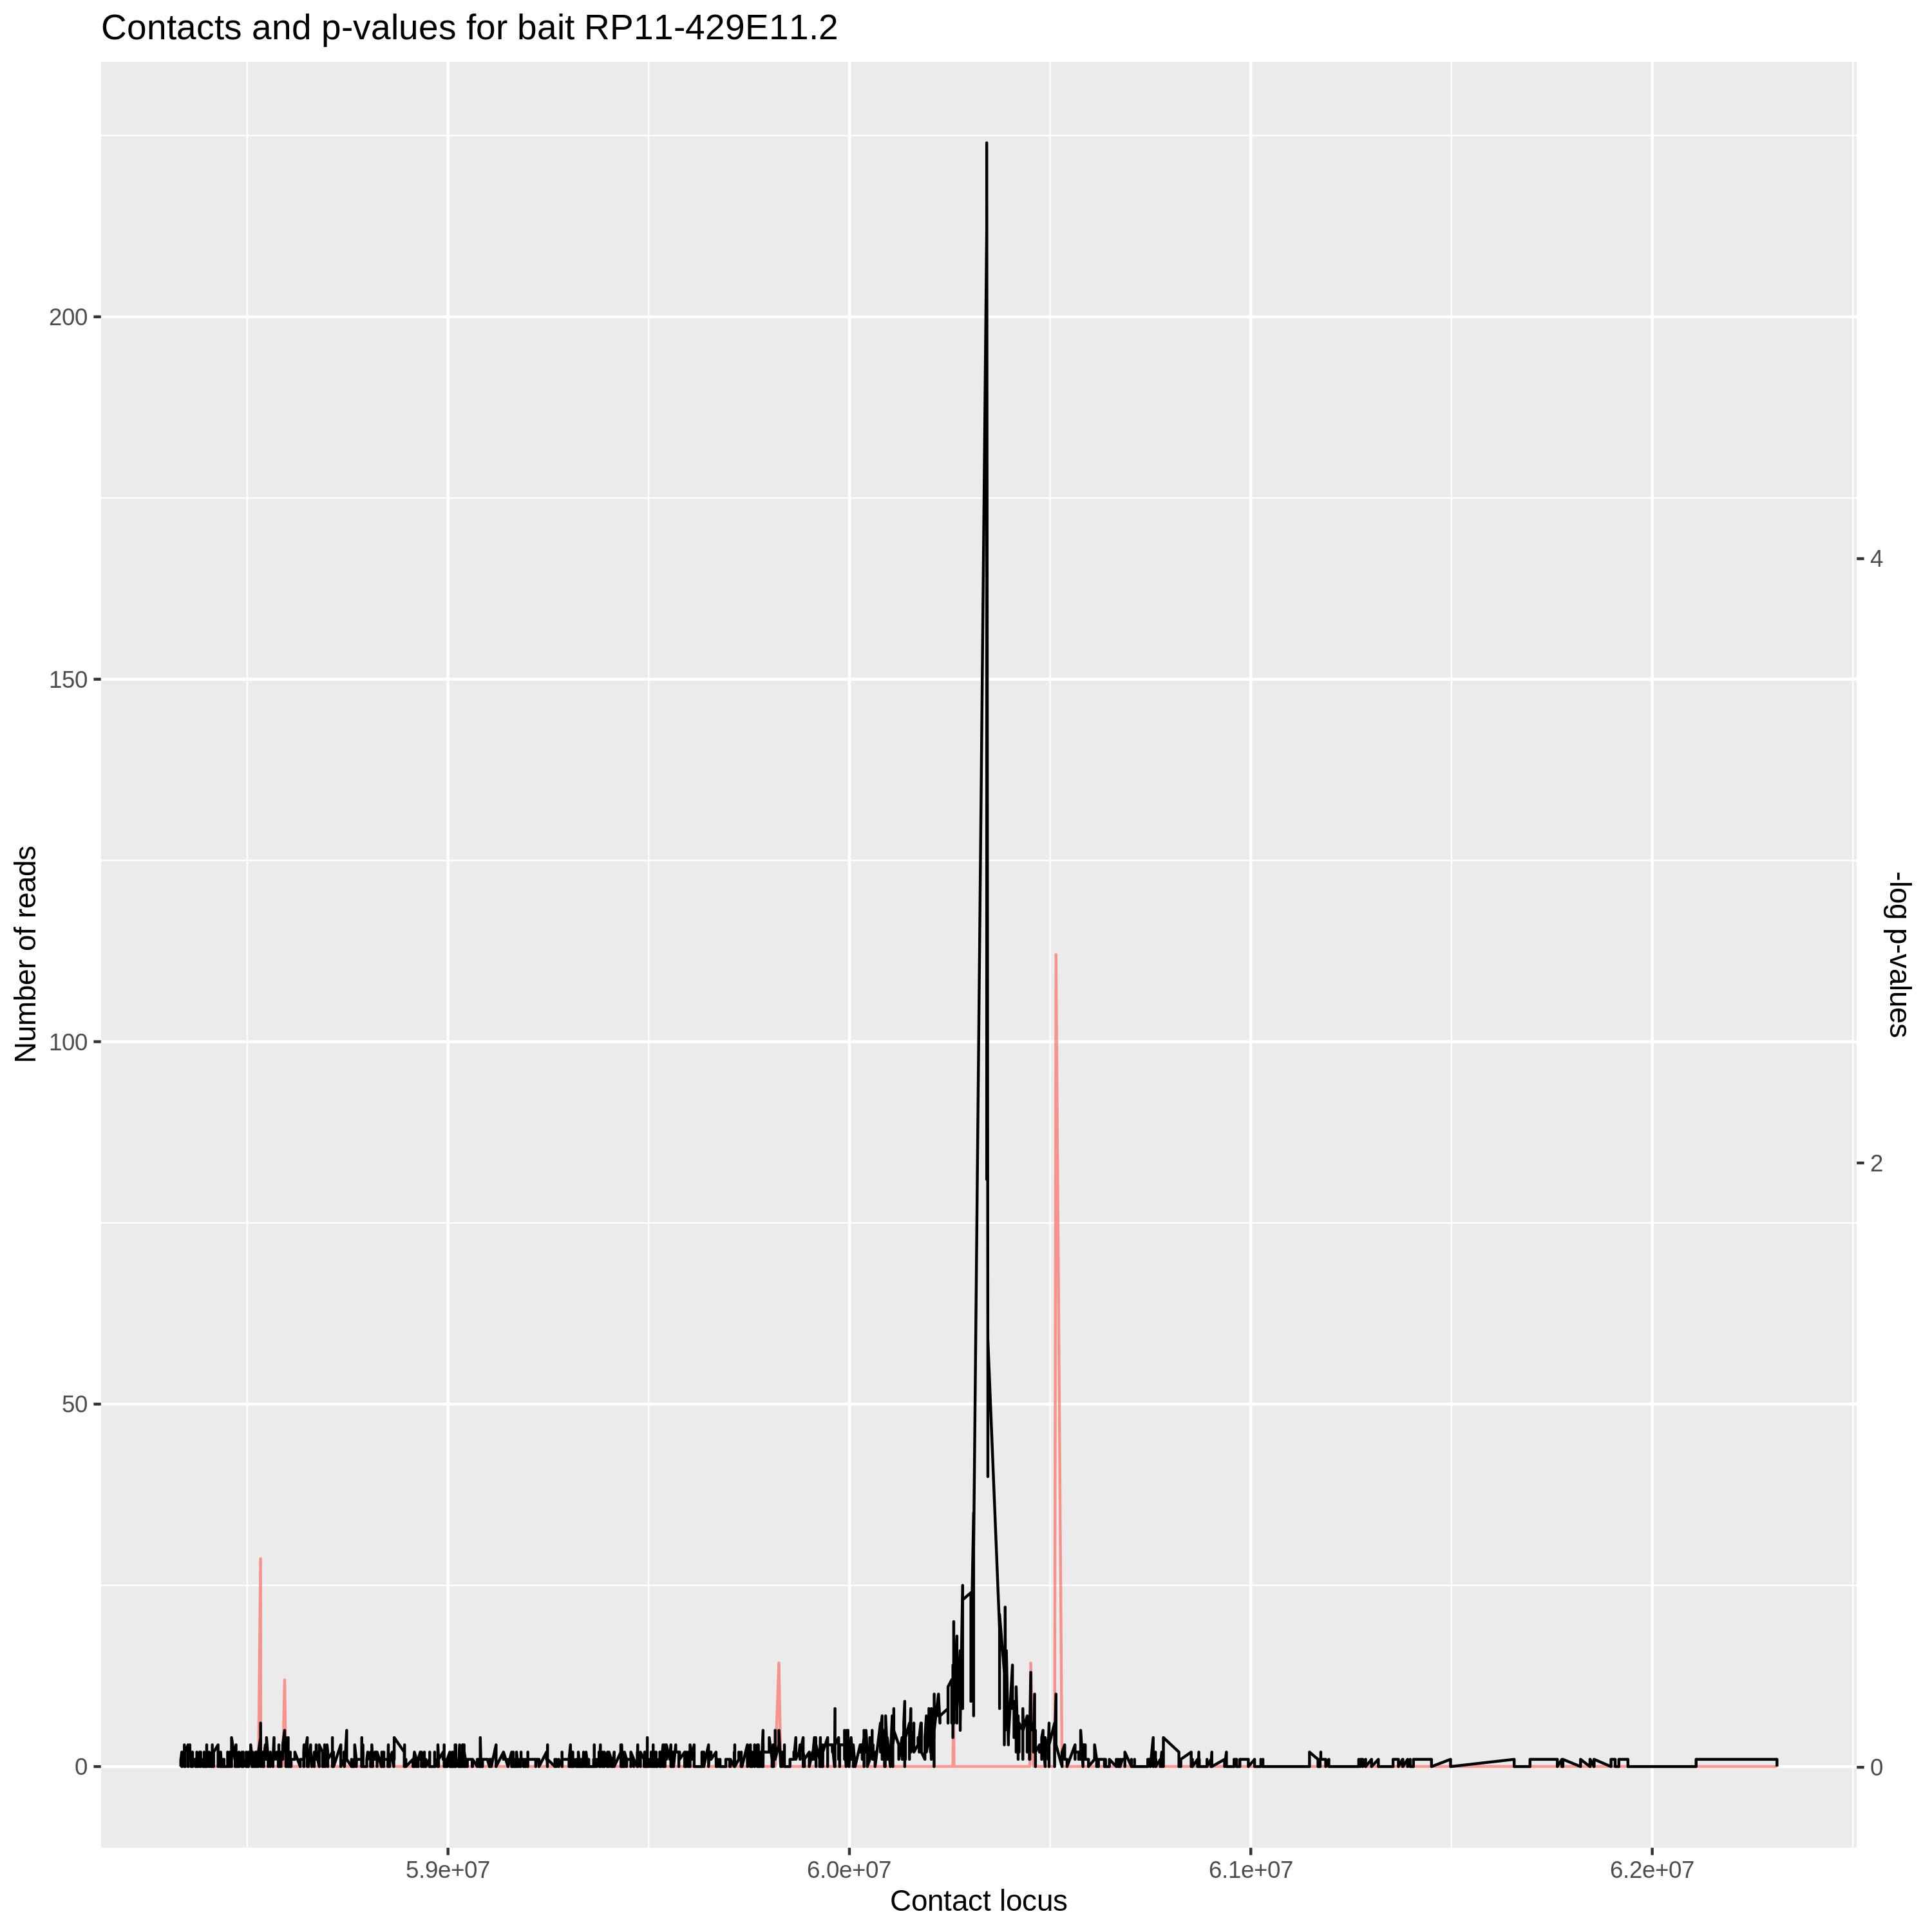 Contacts and p-values for bait RP11-429E11.2
Number of reads
200
150
100
50
0
4
2
0
-log p-values
5.9e+07
6.0e+07
6.1e+07
6.2e+07
Contact locus